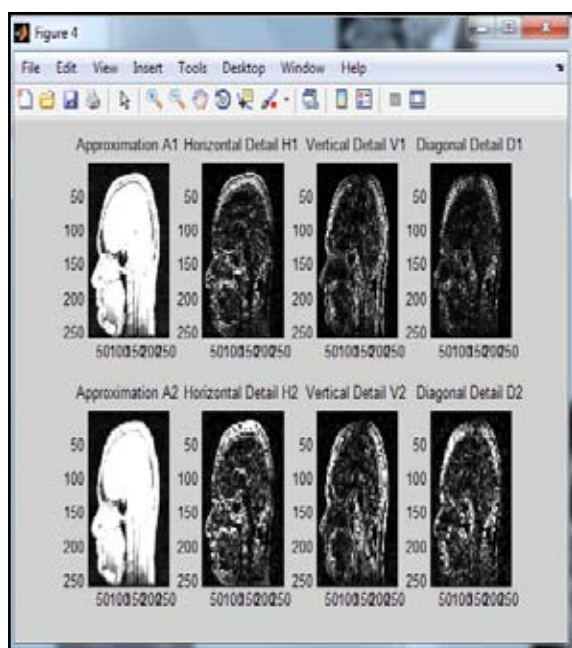 Figure 4
File Edit View Insert Tools Desktop Window Help
Approximation A1 Horizontal Detail H1 Vertical Detail V1 Diagonal Detail D1
50 50 50 50
100 100 100 100
150 150 150 150
200 200 200 200
250 250 250 250
50100150200250 50100150200250 50100150200250 50100150200250
Approximation A2 Horizontal Detail H2 Vertical Detail V2 Diagonal Detail D2
50 50 50 50
100 100 100 100
150 150 150 150
200 200 200 200
250 250 250 250
50100150200250 50100150200250 50100150200250 50100150200250